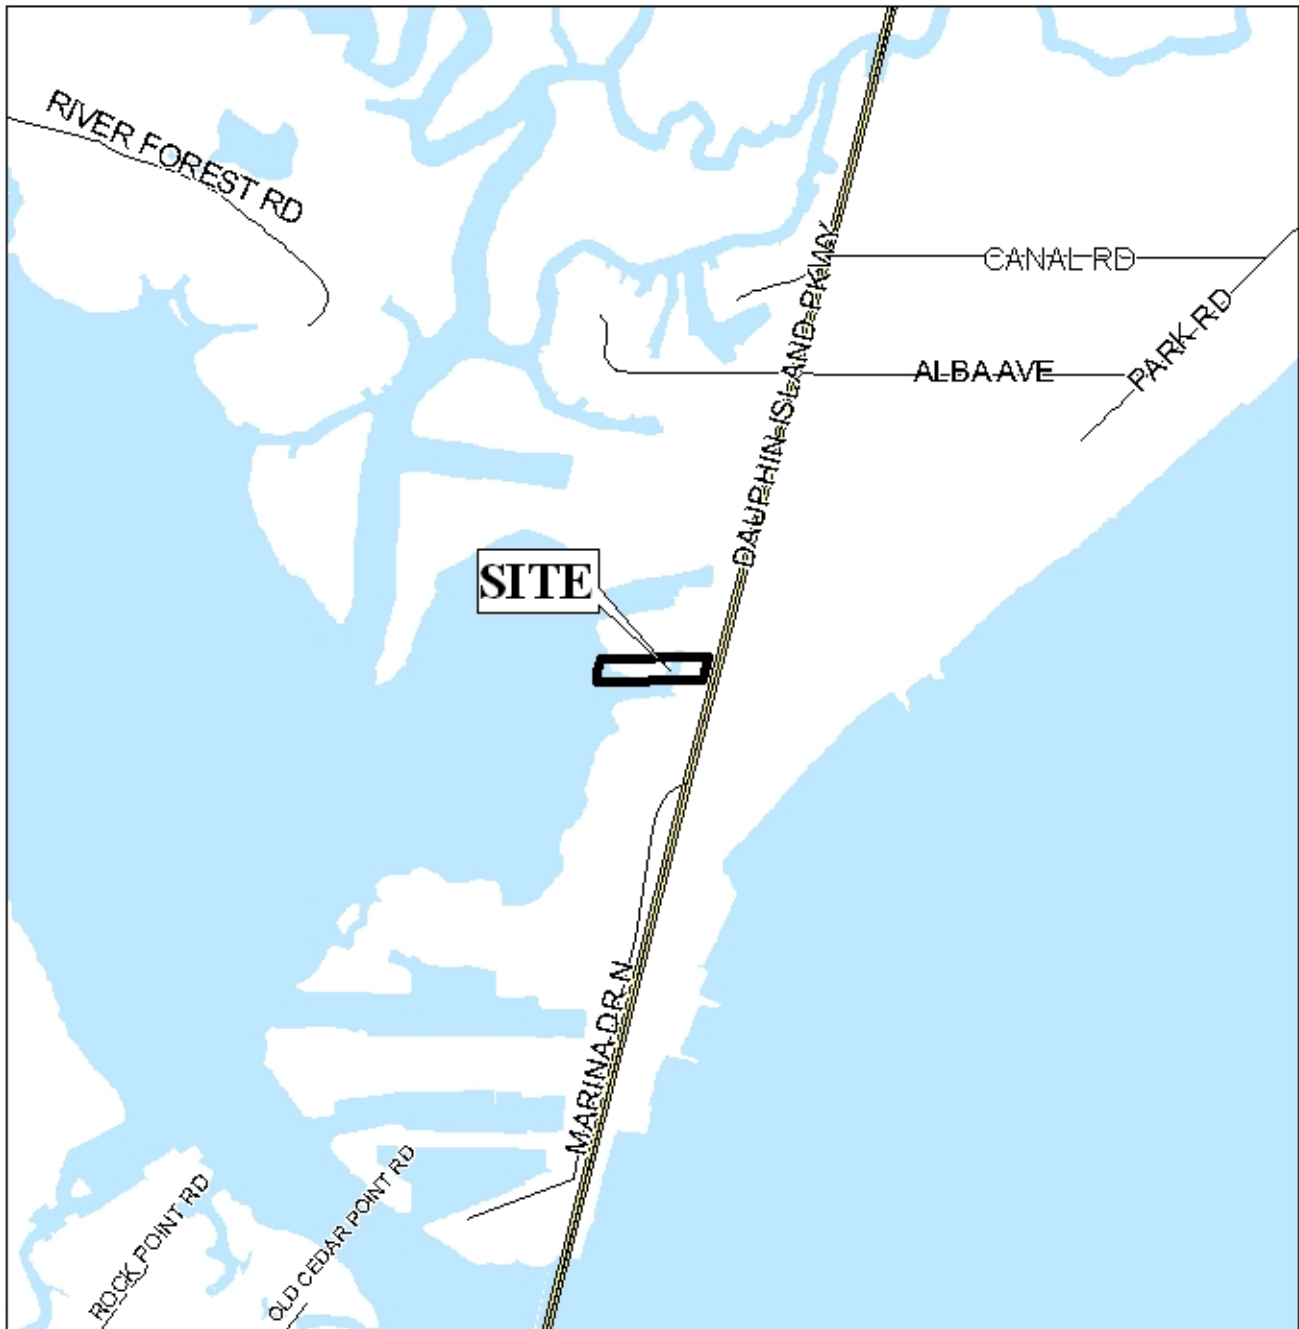 RIVER FOREST RD
CANAL RD
PARK RD
ALBA AVE
DAUPHIN ISLAND PKWY
SITE
MARINA DR N
ROCK POINT RD
OLD CEDAR POINT RD